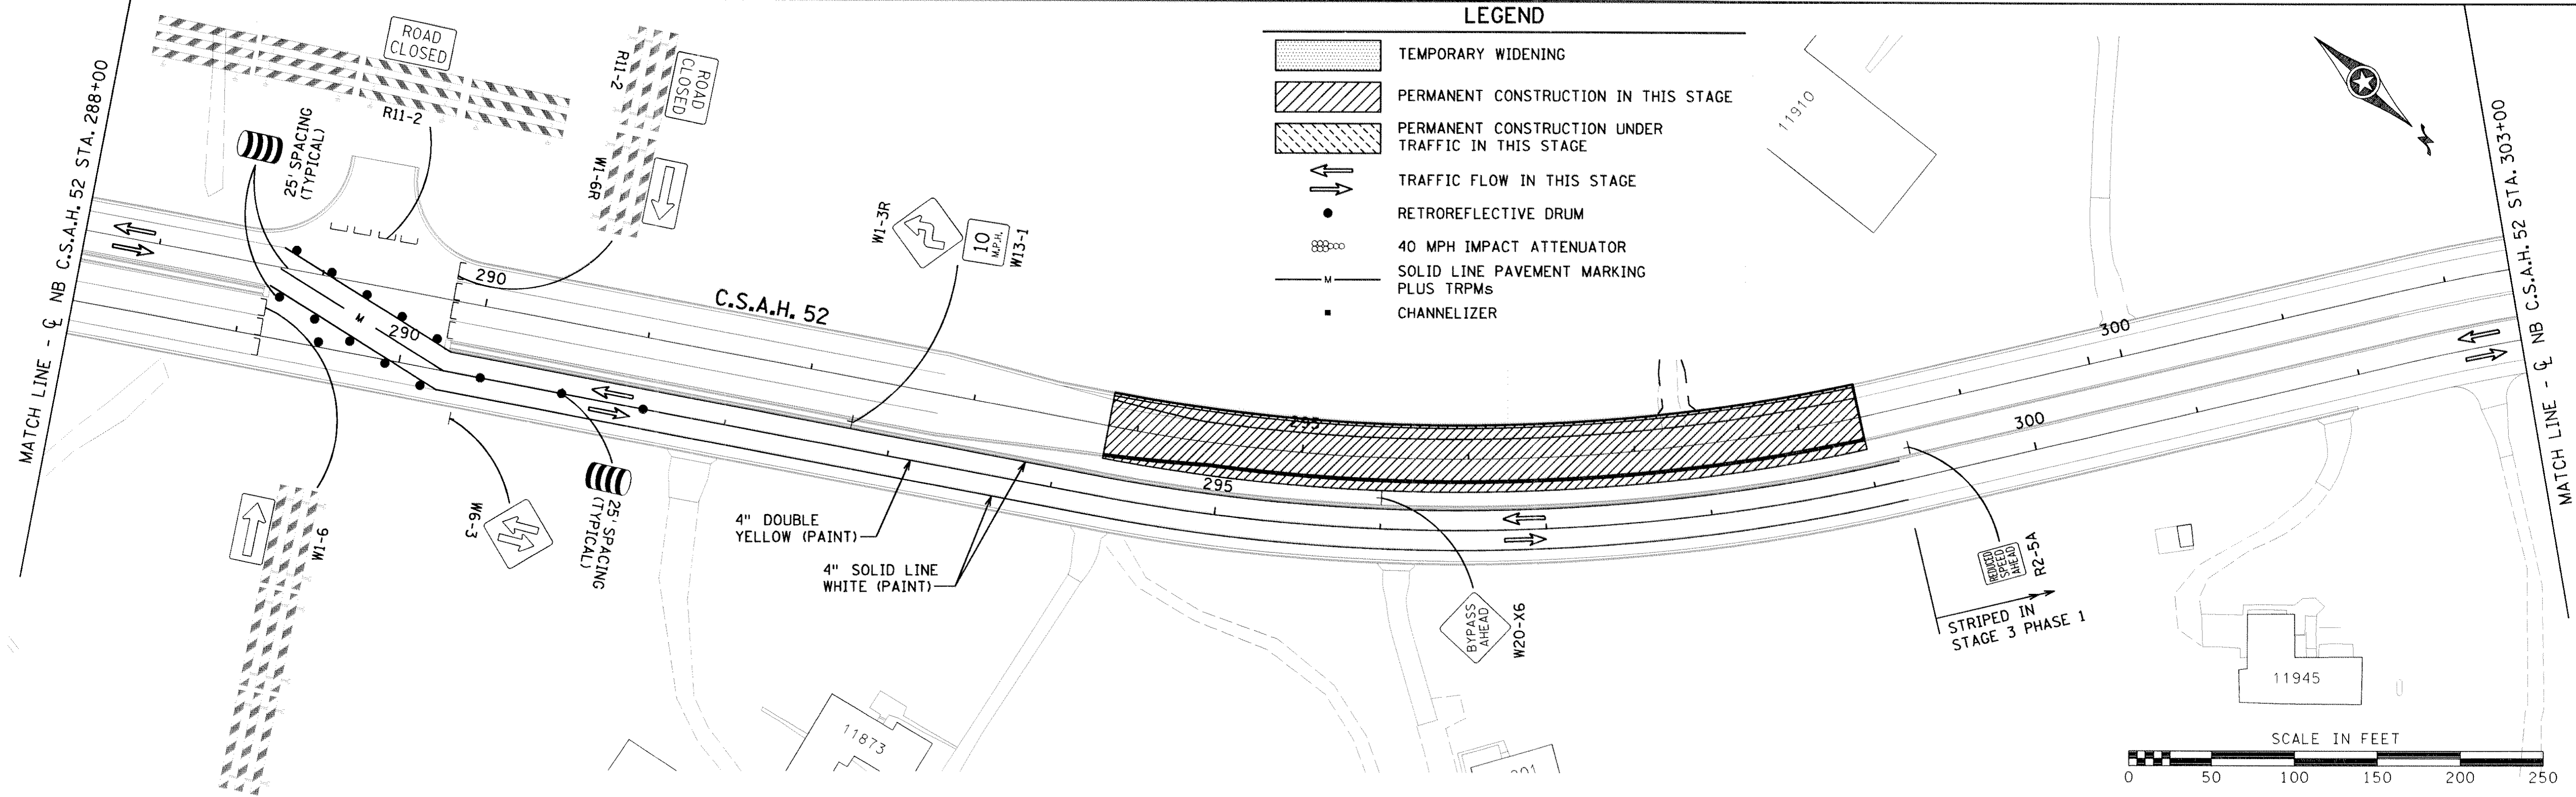 LEGEND
TEMPORARY WIDENING
PERMANENT CONSTRUCTION IN THIS STAGE
PERMANENT CONSTRUCTION UNDER
TRAFFIC IN THIS STAGE
TRAFFIC FLOW IN THIS STAGE
RETROREFLECTIVE DRUM
40 MPH IMPACT ATTENUATOR
M
SOLID LINE PAVEMENT MARKING
PLUS TRPMs
CHANNELIZER
MATCH LINE - ℄ NB C.S.A.H. 52 STA. 288+00
ROAD
CLOSED
R11-2
25' SPACING
(TYPICAL)
R11-2
ROAD
CLOSED
W1-6R
W1-3R
10
M.P.H.
W13-1
290
C.S.A.H. 52
M
290
295
295
300
300
11910
MATCH LINE - ℄ NB C.S.A.H. 52 STA. 303+00
W1-6
W6-3
25' SPACING
(TYPICAL)
4" DOUBLE
YELLOW (PAINT)
4" SOLID LINE
WHITE (PAINT)
BYPASS
AHEAD
W20-X6
REDUCED
SPEED
AHEAD
R2-5A
STRIPED IN
STAGE 3 PHASE 1
11873
11945
SCALE IN FEET
0 50 100 150 200 250